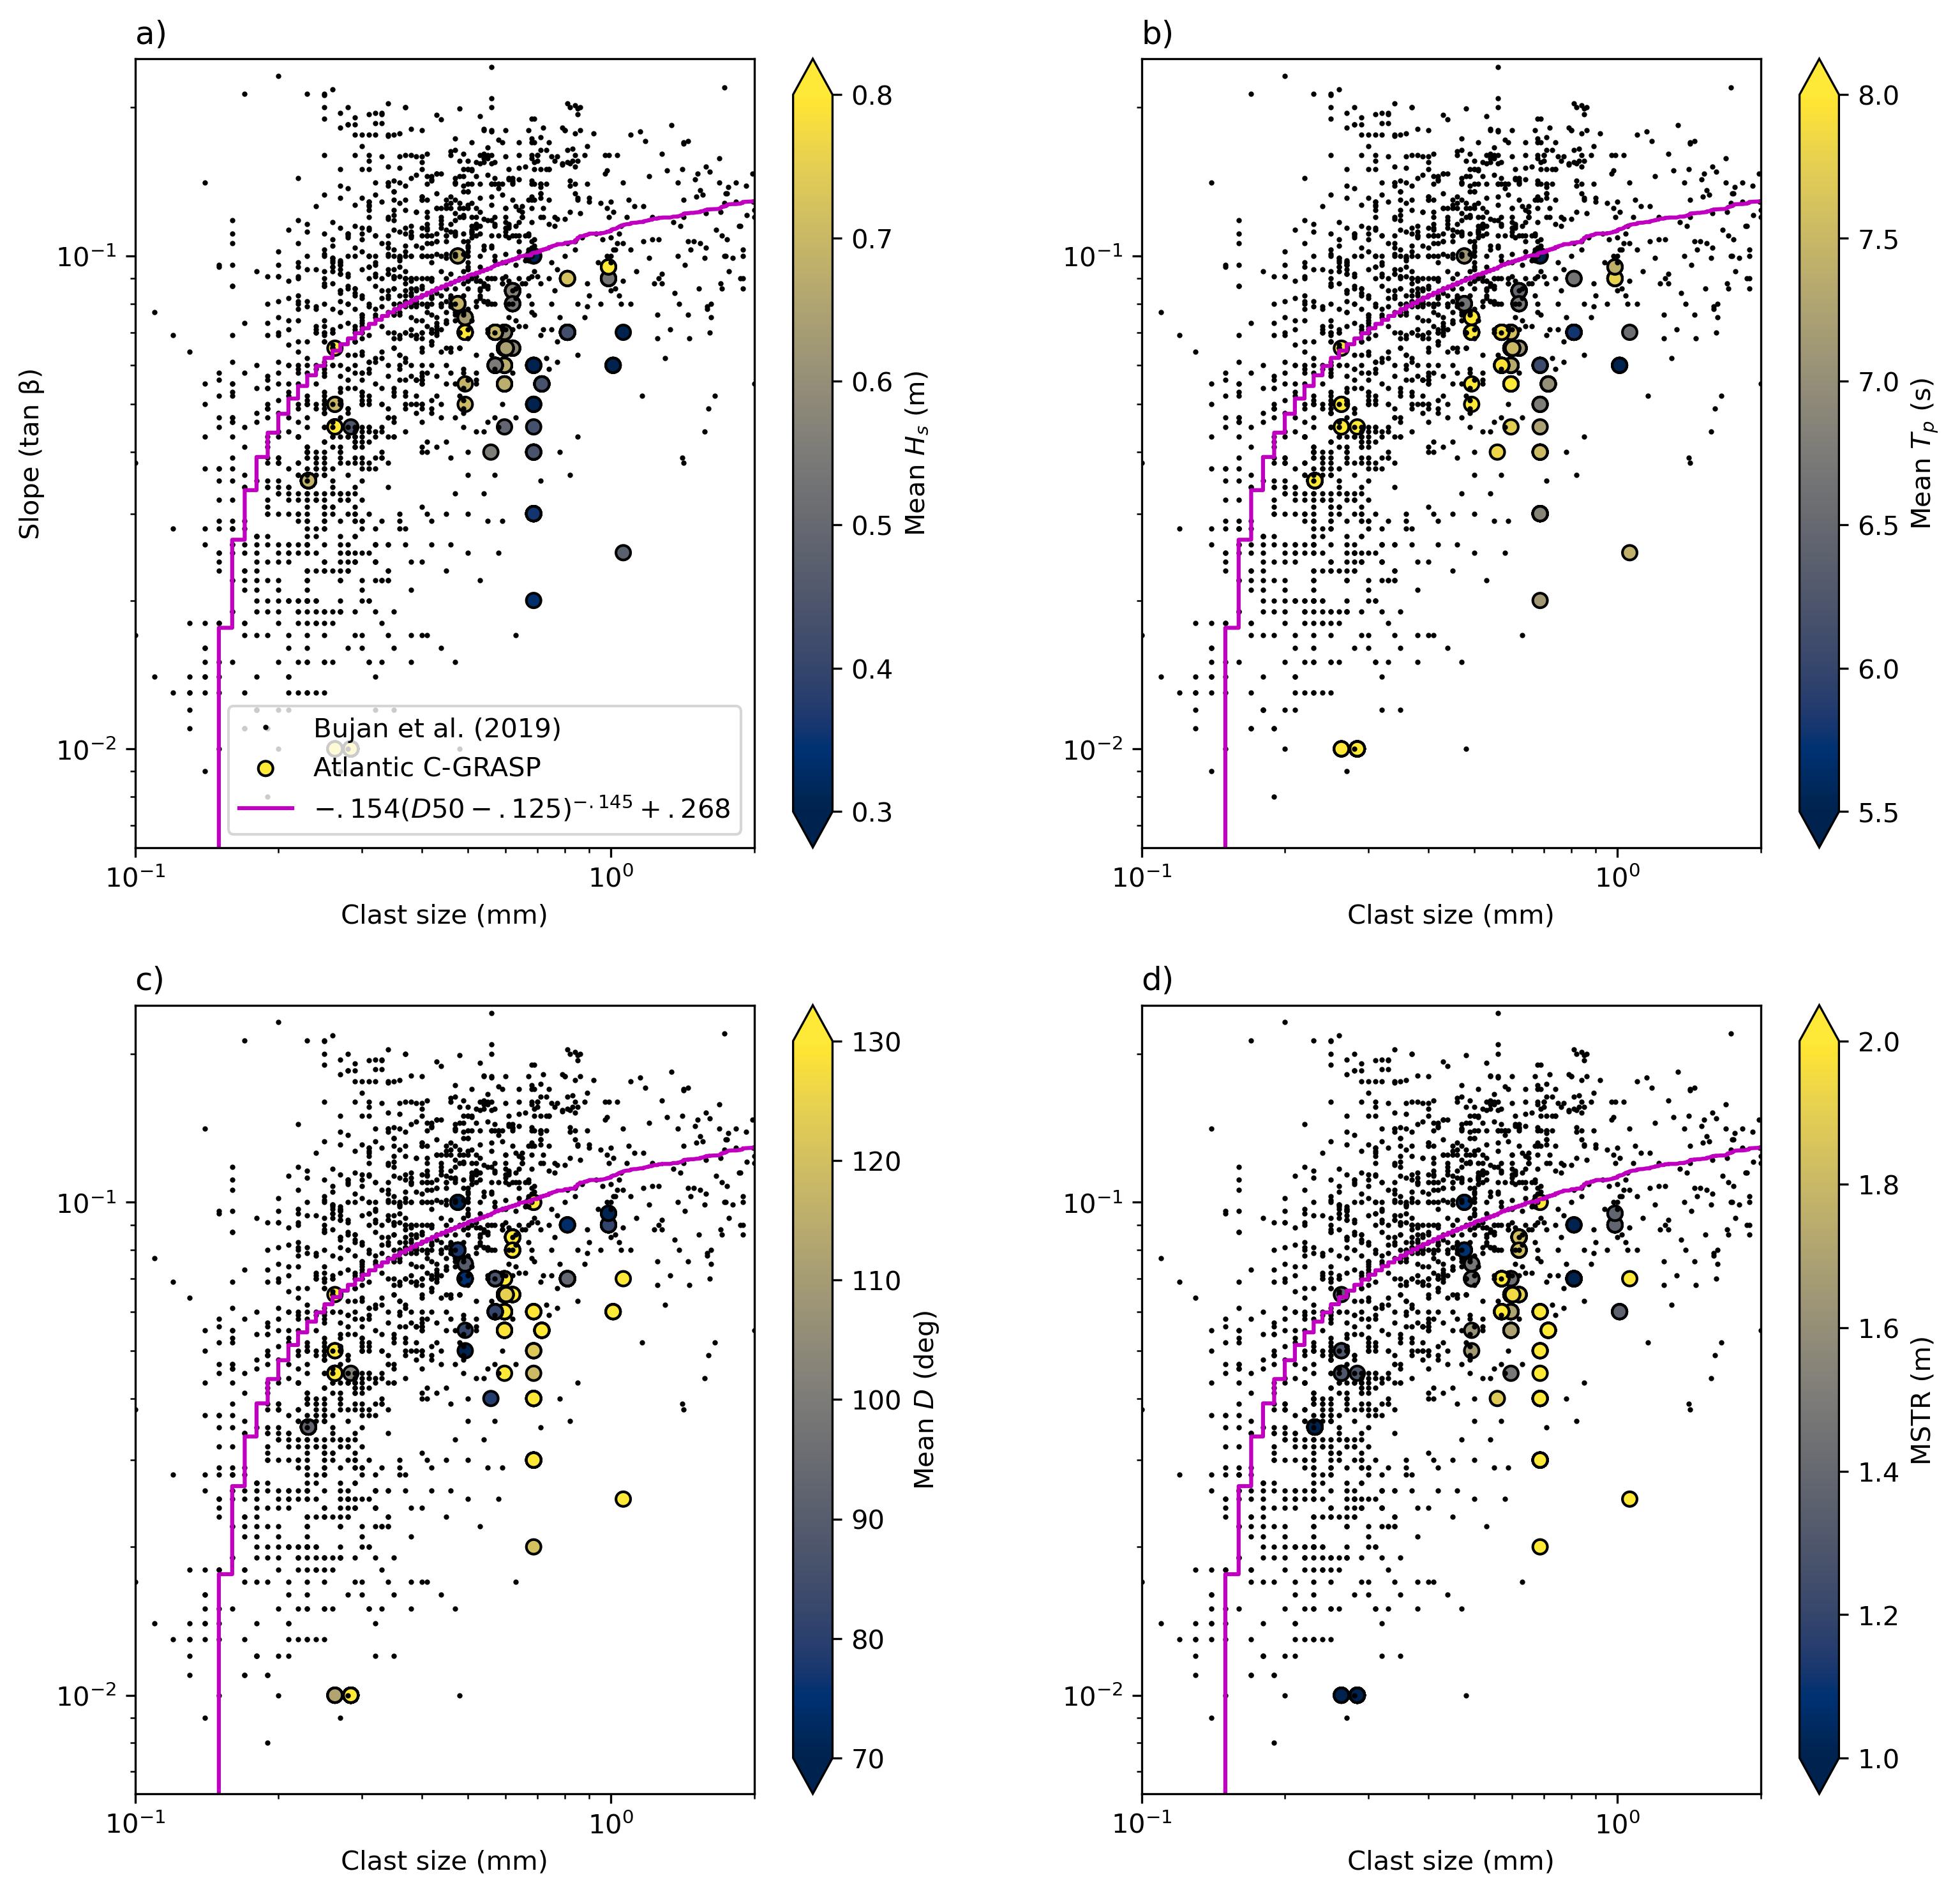 a)
Slope (tan β)
10⁻¹
10⁻²
10⁻¹
10⁰
Clast size (mm)
Bujan et al. (2019)
Atlantic C-GRASP
−.154(D50 − .125)^−.145 + .268
0.8
0.7
0.6
0.5
0.4
0.3
Mean Hₛ (m)
b)
10⁻¹
10⁻²
10⁻¹
10⁰
Clast size (mm)
8.0
7.5
7.0
6.5
6.0
5.5
Mean Tₚ (s)
c)
10⁻¹
10⁻²
10⁻¹
10⁰
Clast size (mm)
130
120
110
100
90
80
70
Mean D (deg)
d)
10⁻¹
10⁻²
10⁻¹
10⁰
Clast size (mm)
2.0
1.8
1.6
1.4
1.2
1.0
MSTR (m)